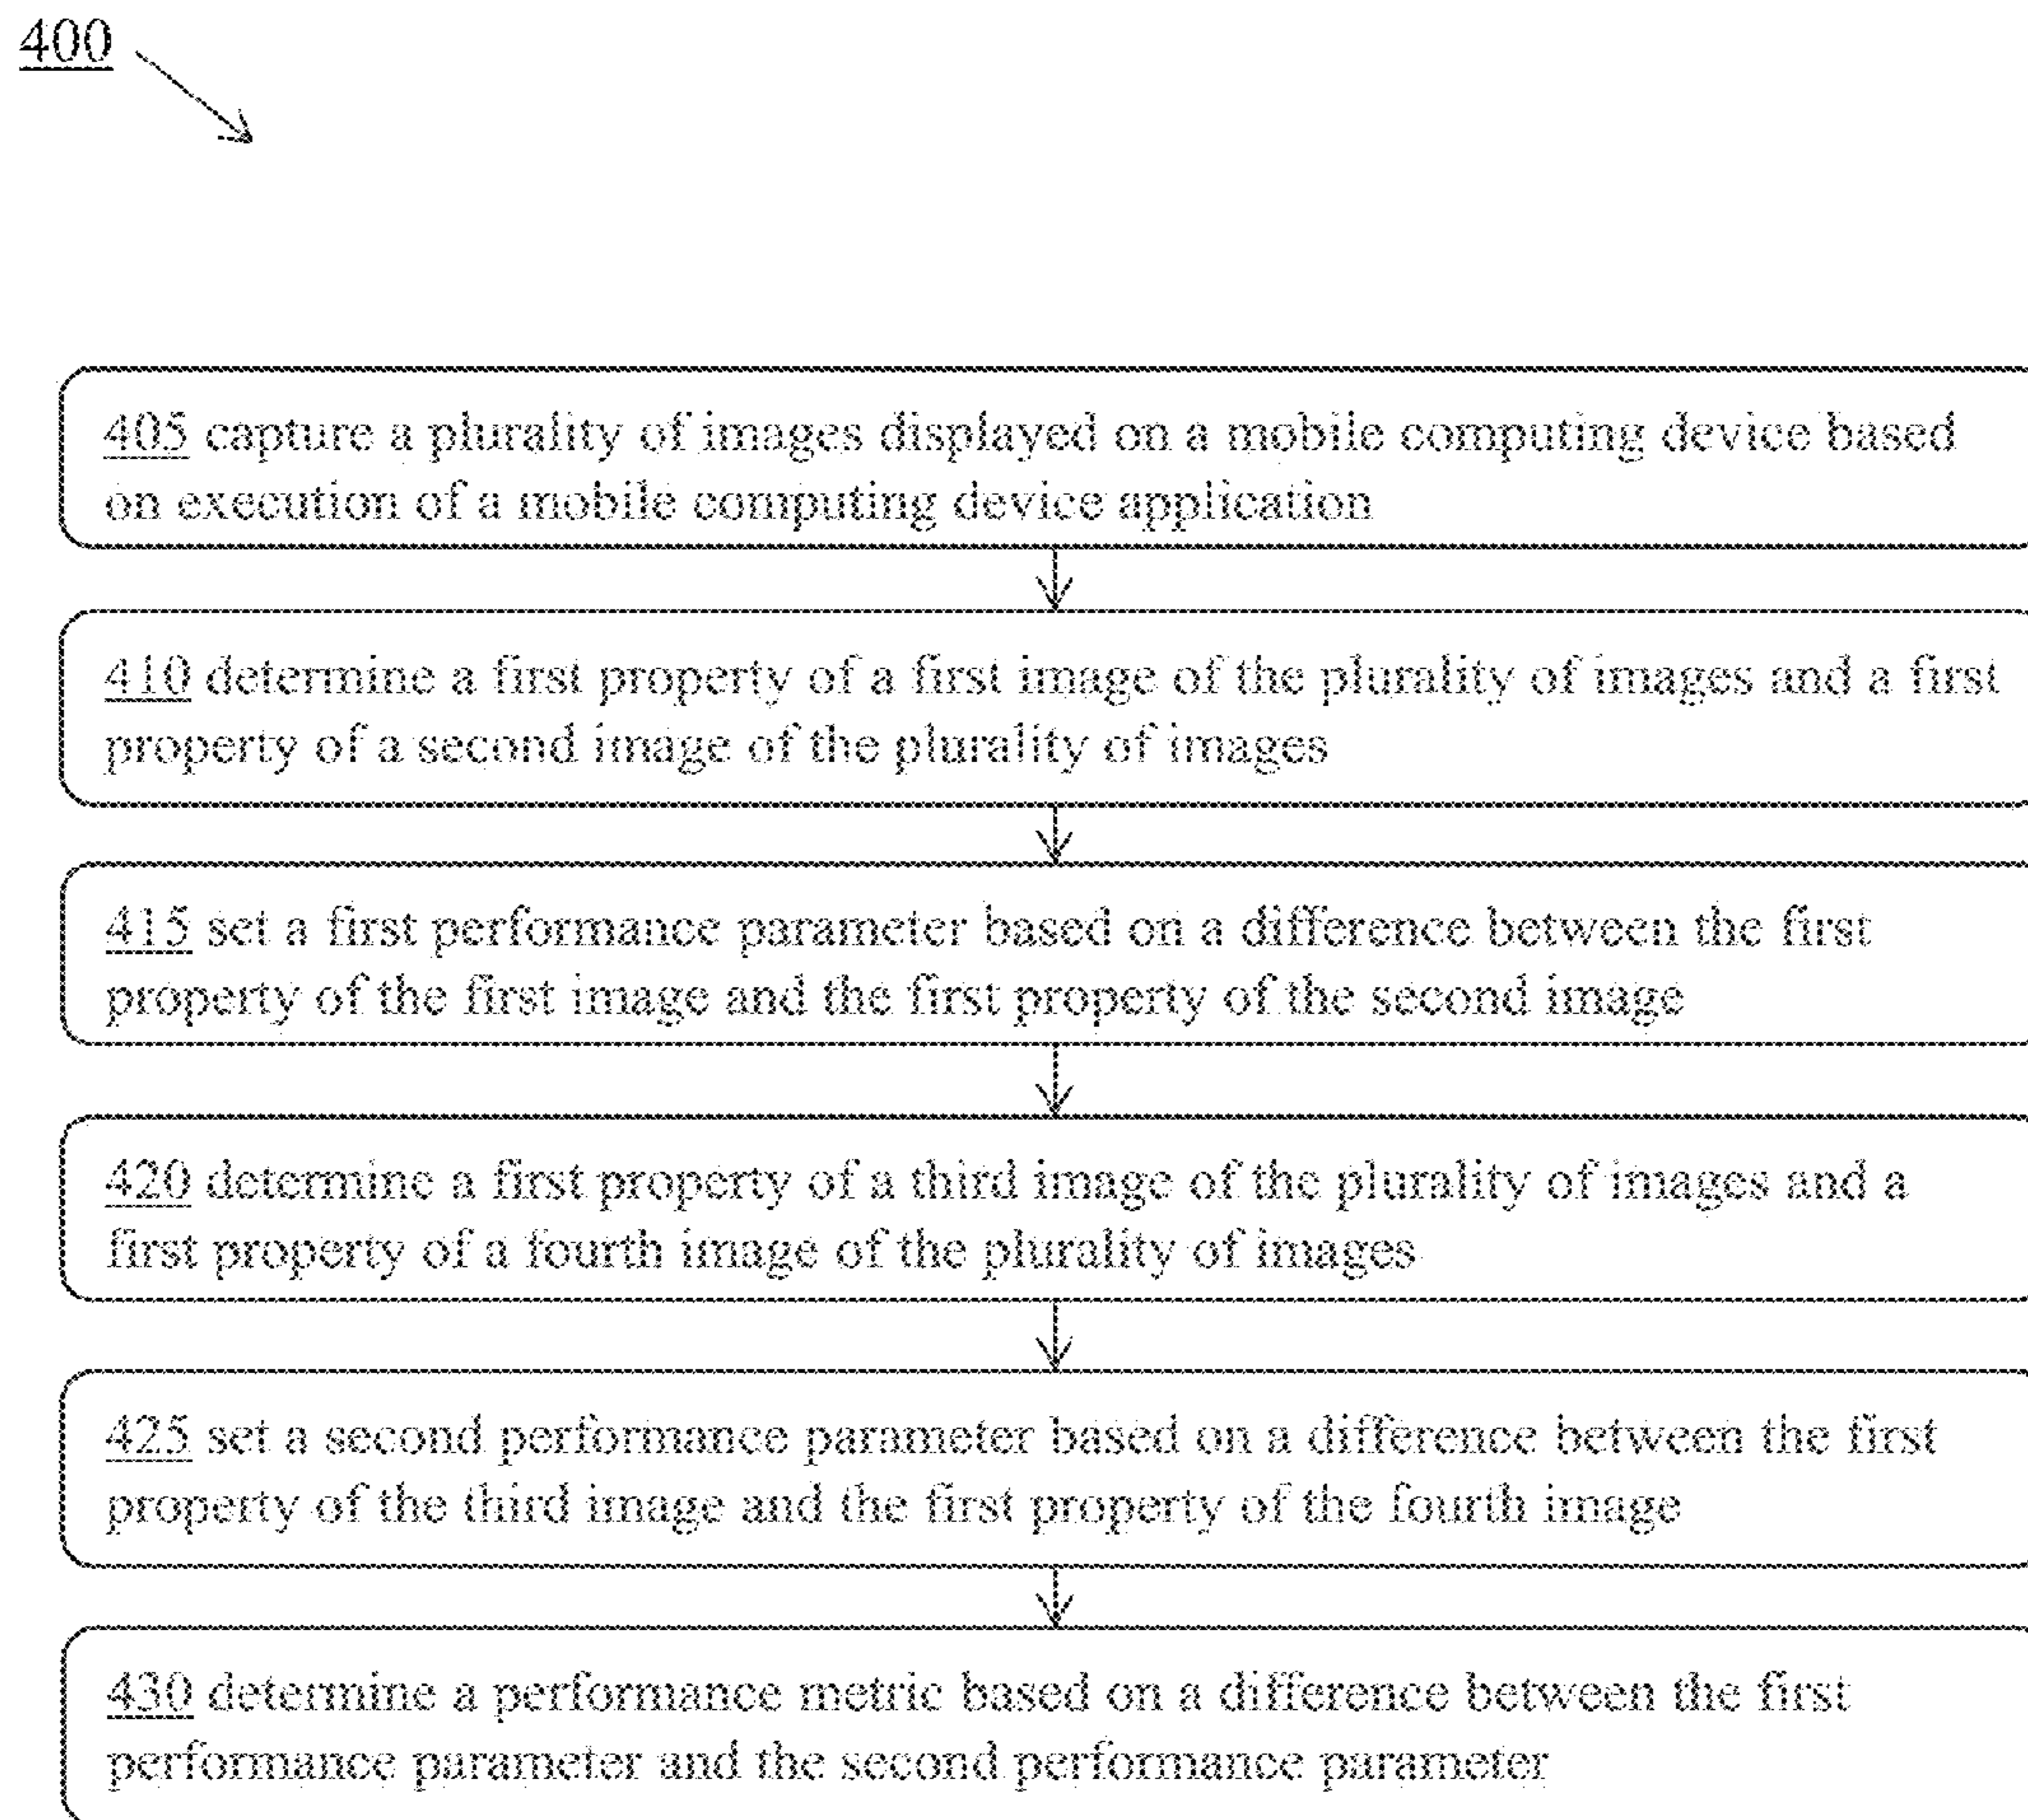 400
405 capture a plurality of images displayed on a mobile computing device based
on execution of a mobile computing device application
410 determine a first property of a first image of the plurality of images and a first
property of a second image of the plurality of images
415 set a first performance parameter based on a difference between the first
property of the first image and the first property of the second image
420 determine a first property of a third image of the plurality of images and a
first property of a fourth image of the plurality of images
425 set a second performance parameter based on a difference between the first
property of the third image and the first property of the fourth image
430 determine a performance metric based on a difference between the first
performance parameter and the second performance parameter